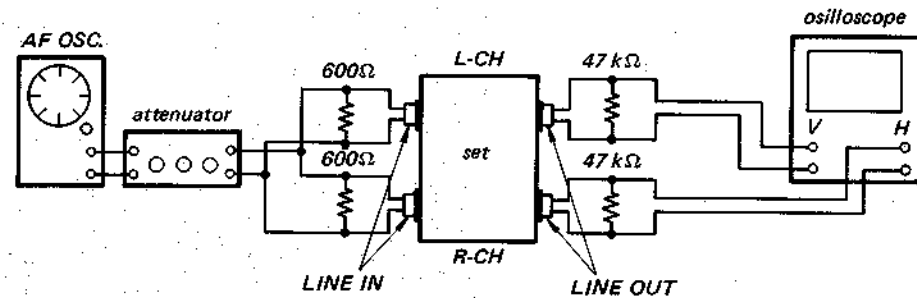 osilloscope
AF OSC.
600Ω
L-CH
47 kΩ
attenuator
V
H
600Ω
set
47 kΩ
R-CH
LINE IN
LINE OUT